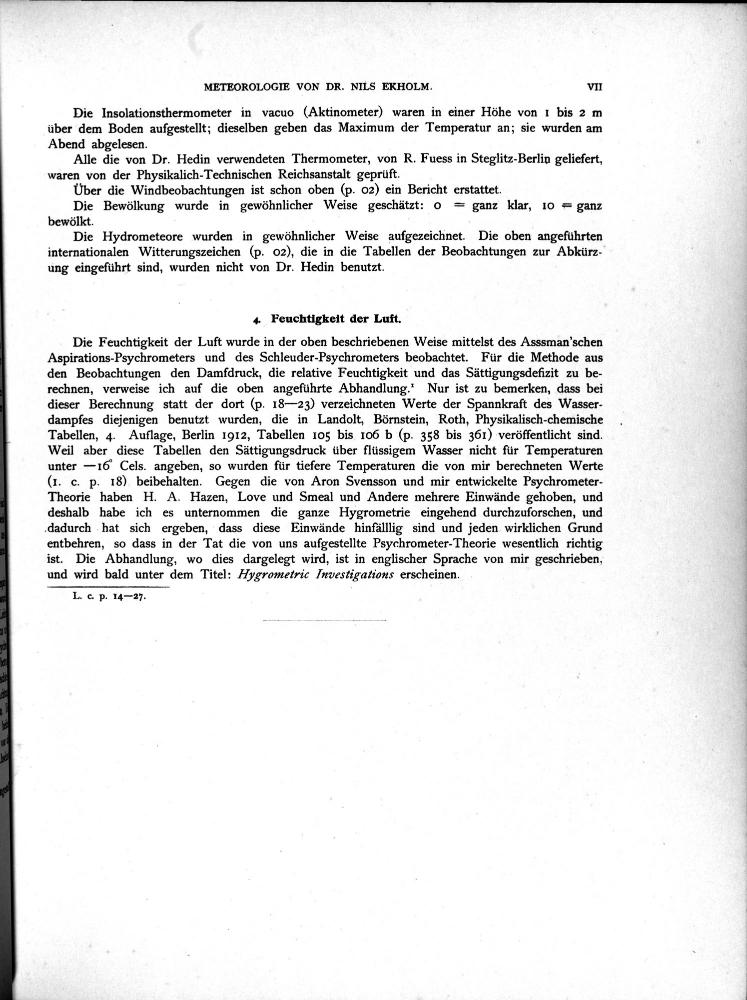 METEOROLOGIE VON DR. NILS EKHOLM. VII
Die Insolationsthermometer in vacuo (Aktinometer) waren in einer Höhe von 1 bis 2 m
über dem Boden aufgestellt; dieselben geben das Maximum der Temperatur an; sie wurden am
Abend abgelesen.
Alle die von Dr. Hedin verwendeten Thermometer, von R. Fuess in Steglitz-Berlin geliefert,
waren von der Physikalich-Technischen Reichsanstalt geprüft.
Über die Windbeobachtungen ist schon oben (p. 02) ein Bericht erstattet.
Die Bewölkung wurde in gewöhnlicher Weise geschätzt: 0 = ganz klar, 10 = ganz
bewölkt.
Die Hydrometeore wurden in gewöhnlicher Weise aufgezeichnet. Die oben angeführten
internationalen Witterungszeichen (p. 02), die in die Tabellen der Beobachtungen zur Abkürz-
ung eingeführt sind, wurden nicht von Dr. Hedin benutzt.
4. Feuchtigkeit der Luft.
Die Feuchtigkeit der Luft wurde in der oben beschriebenen Weise mittelst des Asssman'schen
Aspirations-Psychrometers und des Schleuder-Psychrometers beobachtet. Für die Methode aus
den Beobachtungen den Damfdruck, die relative Feuchtigkeit und das Sättigungsdefizit zu be-
rechnen, verweise ich auf die oben angeführte Abhandlung.¹ Nur ist zu bemerken, dass bei
dieser Berechnung statt der dort (p. 18—23) verzeichneten Werte der Spannkraft des Wasser-
dampfes diejenigen benutzt wurden, die in Landolt, Börnstein, Roth, Physikalisch-chemische
Tabellen, 4. Auflage, Berlin 1912, Tabellen 105 bis 106 b (p. 358 bis 361) veröffentlicht sind.
Weil aber diese Tabellen den Sättigungsdruck über flüssigem Wasser nicht für Temperaturen
unter —16° Cels. angeben, so wurden für tiefere Temperaturen die von mir berechneten Werte
(1. c. p. 18) beibehalten. Gegen die von Aron Svensson und mir entwickelte Psychrometer-
Theorie haben H. A. Hazen, Love und Smeal und Andere mehrere Einwände gehoben, und
deshalb habe ich es unternommen die ganze Hygrometrie eingehend durchzuforschen, und
dadurch hat sich ergeben, dass diese Einwände hinfälllig sind und jeden wirklichen Grund
entbehren, so dass in der Tat die von uns aufgestellte Psychrometer-Theorie wesentlich richtig
ist. Die Abhandlung, wo dies dargelegt wird, ist in englischer Sprache von mir geschrieben,
und wird bald unter dem Titel: Hygrometric Investigations erscheinen.
L. c. p. 14—27.